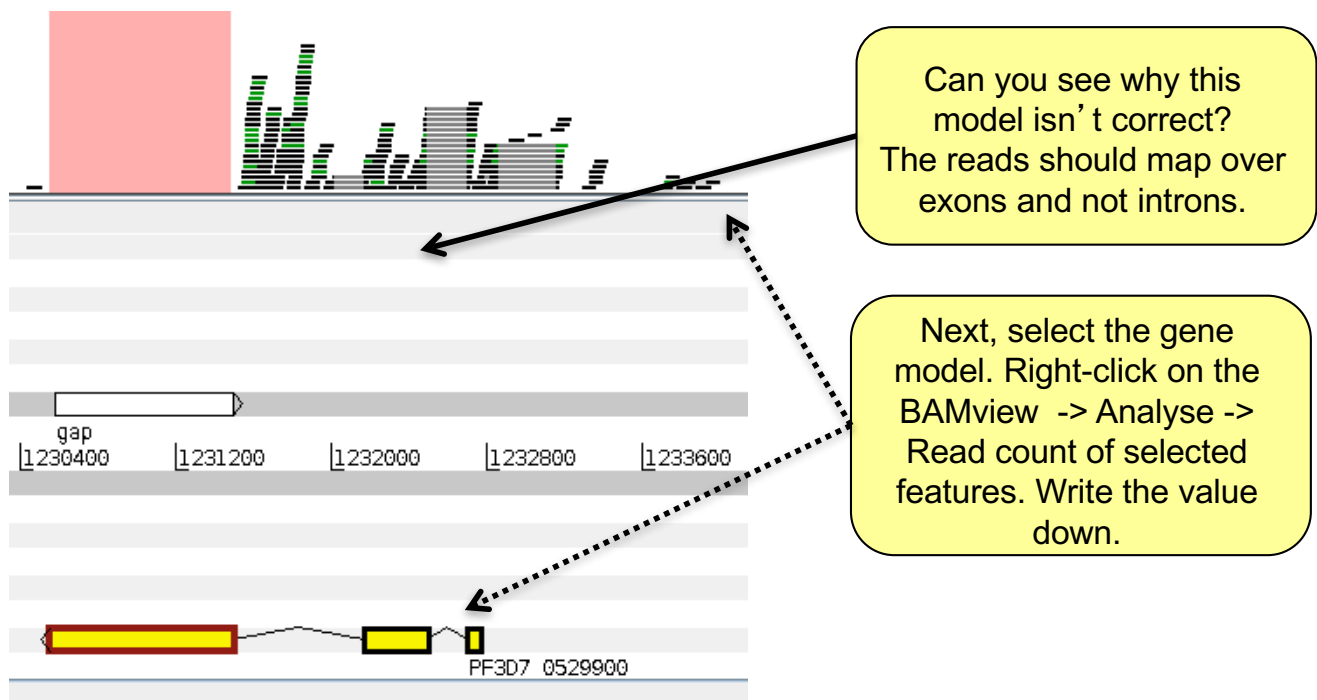 Can you see why this
model isn’ t correct?
The reads should map over
exons and not introns.
Next, select the gene
model. Right-click on the
BAMview -> Analyse ->
Read count of selected
features. Write the value
down.
gap
1230400 1231200 1232000 1232800 1233600
PF3D7 0529900